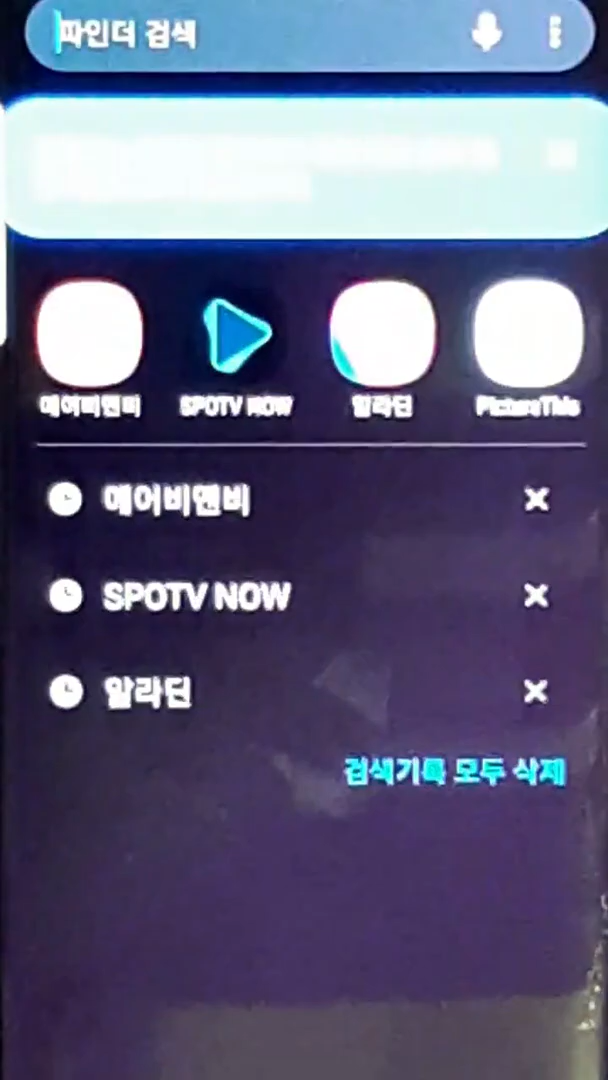 파인더 검색
에어비앤비
SPOTV NOW
알라딘
PictureThis
에어비앤비
SPOTV NOW
알라딘
검색기록 모두 삭제